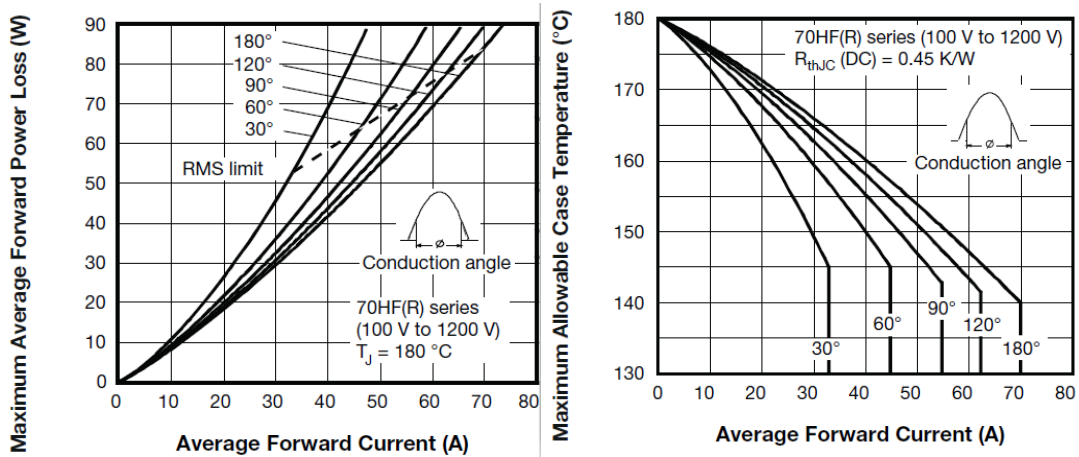 Maximum Average Forward Power Loss (W)
90
80
70
60
50
40
30
20
10
0
180°
120°
90°
60°
30°
RMS limit
ø
Conduction angle
70HF(R) series
(100 V to 1200 V)
TJ = 180 °C
0 10 20 30 40 50 60 70 80
Average Forward Current (A)
Maximum Allowable Case Temperature (°C)
180
170
160
150
140
130
70HF(R) series (100 V to 1200 V)
RthJC (DC) = 0.45 K/W
ø
Conduction angle
30°
60°
90°
120°
180°
0 10 20 30 40 50 60 70 80
Average Forward Current (A)